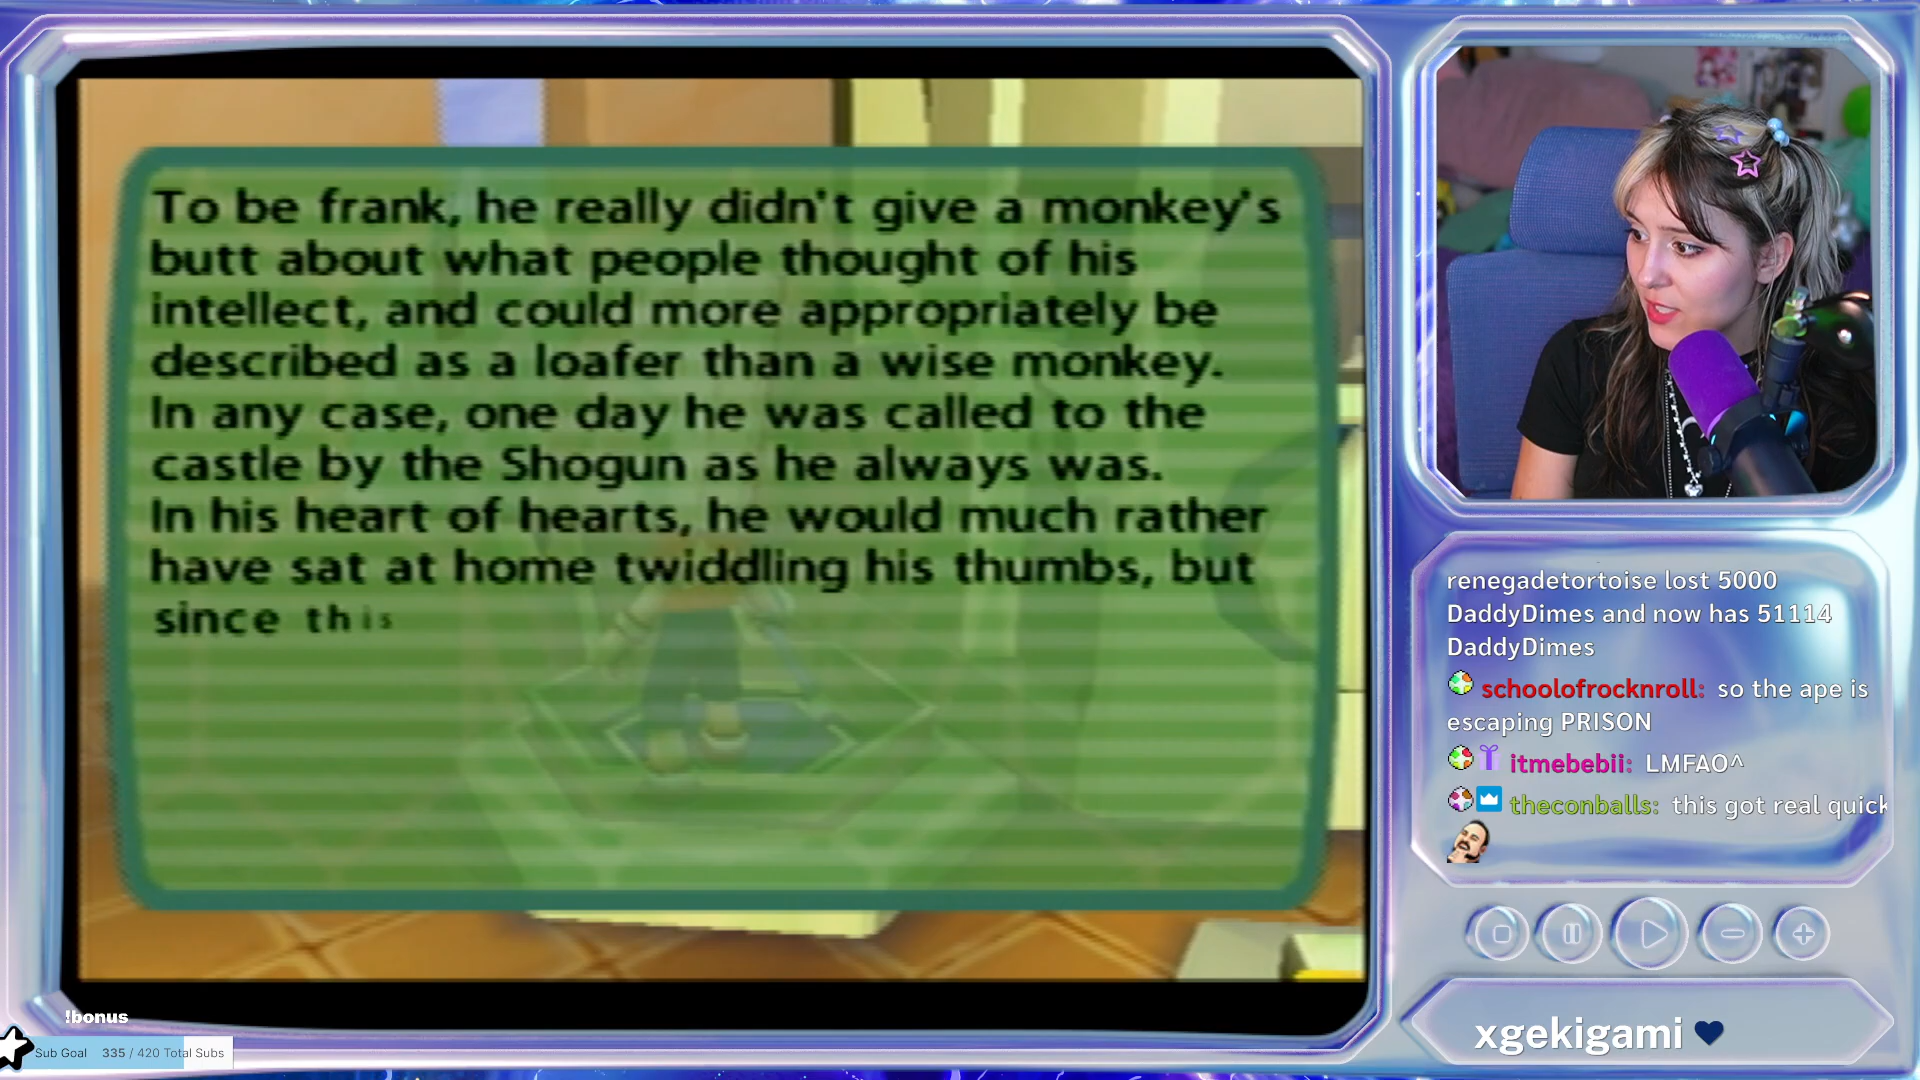 To be frank, he really didn't give a monkey's
butt about what people thought of his
intellect, and could more appropriately be
described as a loafer than a wise monkey.
In any case, one day he was called to the
castle by the Shogun as he always was.
In his heart of hearts, he would much rather
have sat at home twiddling his thumbs, but
since this
renegadetortoise lost 5000
DaddyDimes and now has 51114
DaddyDimes
schoolofrocknroll: so the ape is
escaping PRISON
itmebebii: LMFAO^
theconballs: this got real quick
xgekigami
!bonus
Sub Goal 335 / 420 Total Subs